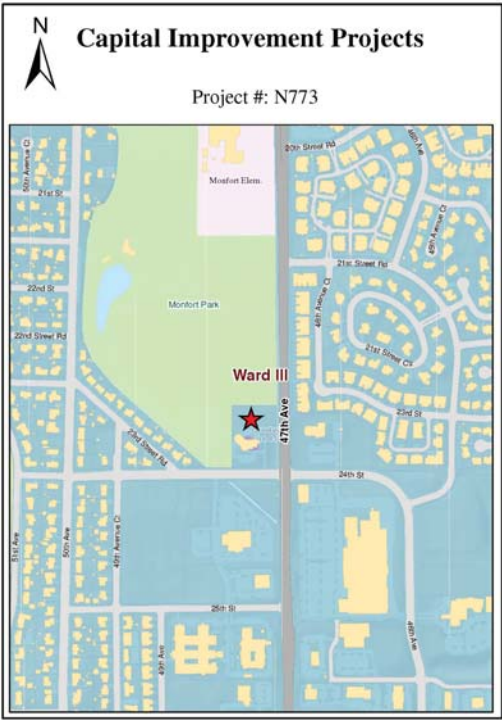 N
Capital Improvement Projects
Project #: N773
50th Avenue Ct
20th Street Rd
46th Ave
Monfort Elem.
21st St
45th Avenue Ct
21st Street Rd
22nd St
46th Avenue Ct
Monfort Park
22nd Street Rd
21st Street Cir
Ward III
23rd St
47th Ave
23rd Street Rd
24th St
51st Ave
50th Ave
49th Avenue Ct
25th St
49th Ave
46th Ave